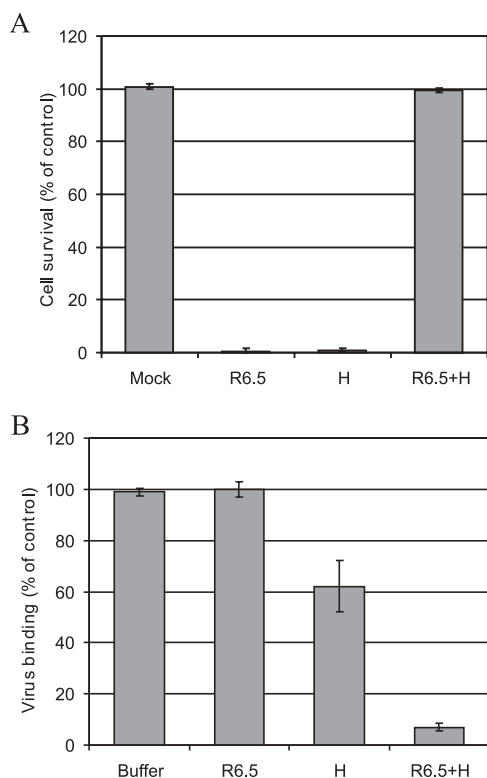 A
120
100
80
60
40
20
0
Cell survival (% of control)
Mock R6.5 H R6.5+H
B
120
100
80
60
40
20
0
Virus binding (% of control)
Buffer R6.5 H R6.5+H